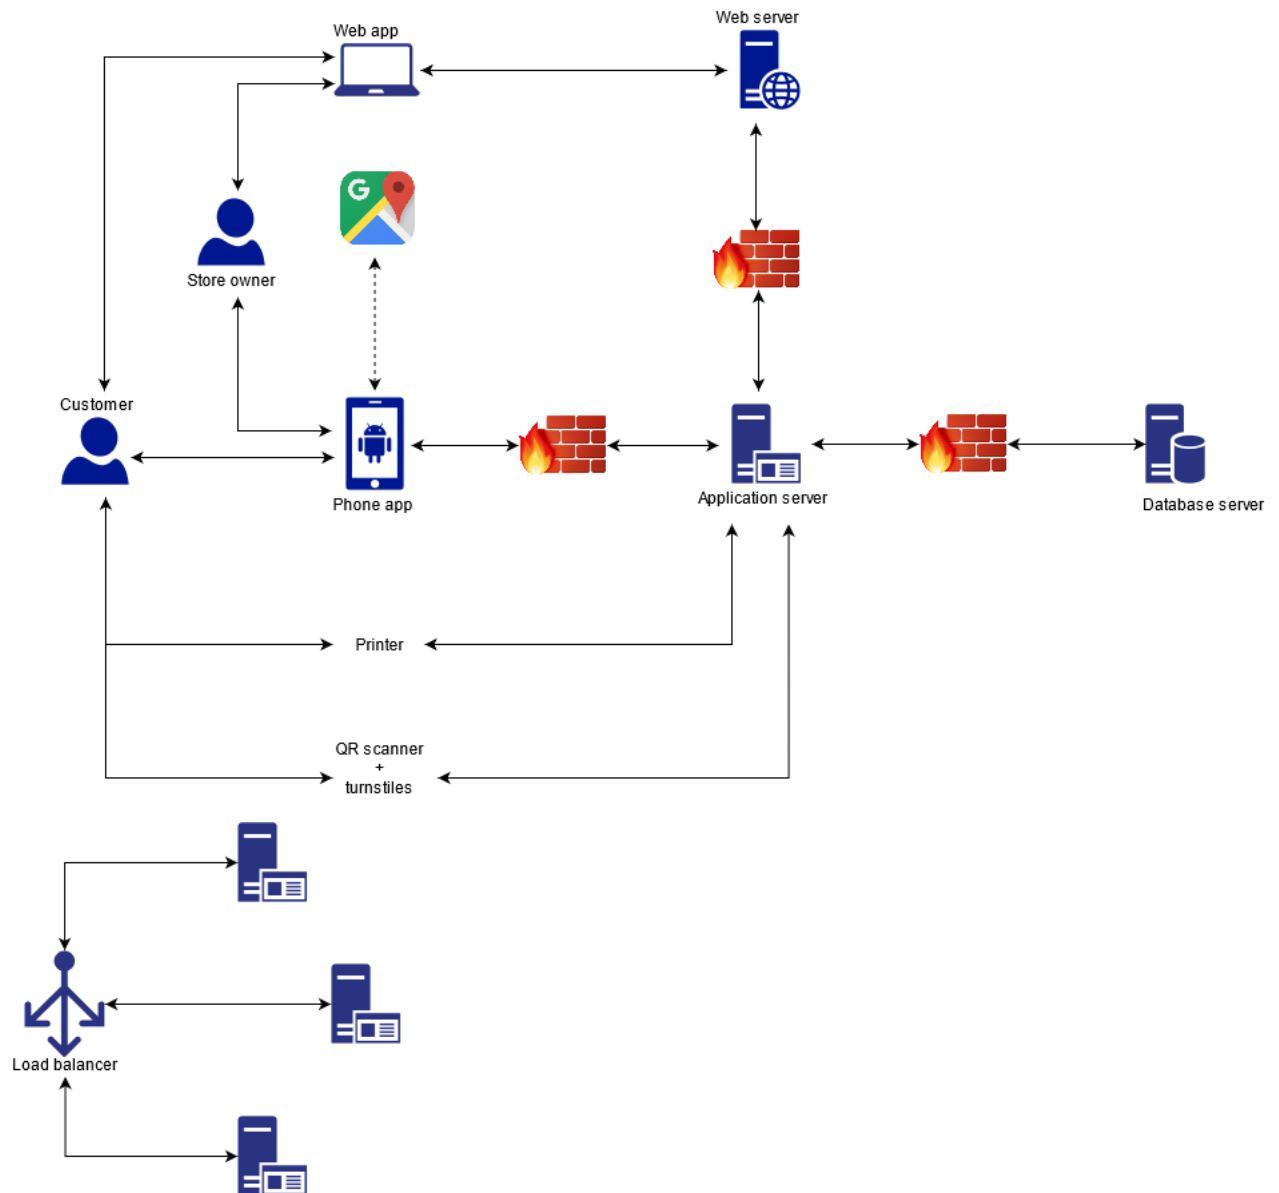 Web server
Web app
G
Store owner
Customer
Phone app
Application server
Database server
Printer
QR scanner
+
turnstiles
Load balancer